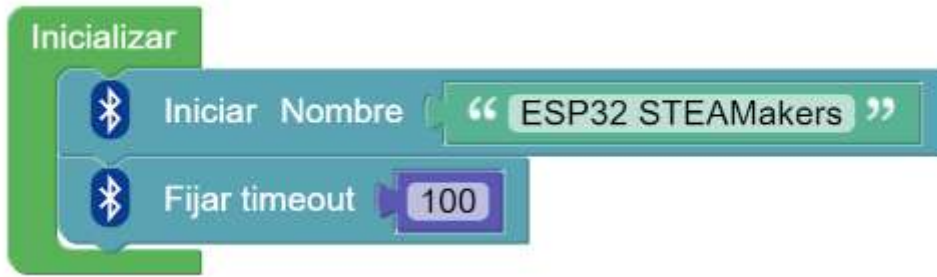 Inicializar
Iniciar Nombre “ ESP32 STEAMakers ”
Fijar timeout 100